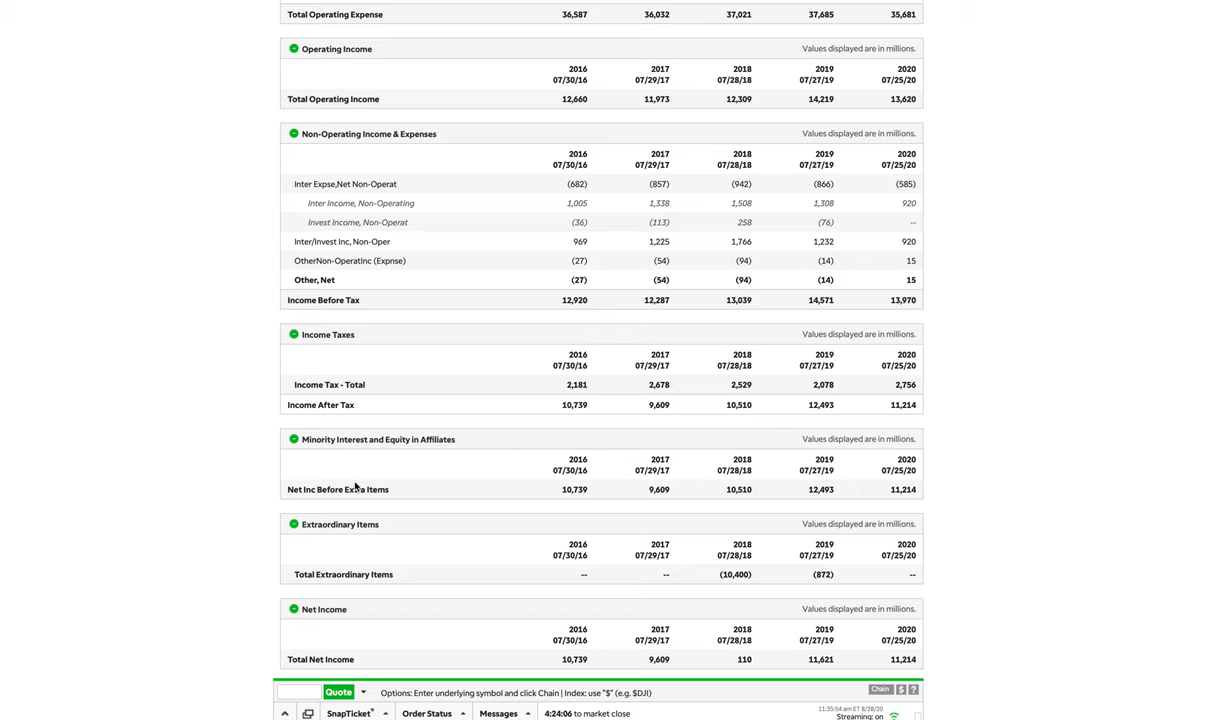 Total Operating Expense 36,587 36,032 37,021 37,685 35,681
Operating Income Values displayed are in millions.
2016 2017 2018 2019 2020
07/30/16 07/29/17 07/28/18 07/27/19 07/25/20
Total Operating Income 12,660 11,973 12,309 14,219 13,620
Non-Operating Income & Expenses Values displayed are in millions.
2016 2017 2018 2019 2020
07/30/16 07/29/17 07/28/18 07/27/19 07/25/20
Inter Expse,Net Non-Operat (682) (857) (942) (866) (585)
Inter Income, Non-Operating 1,005 1,338 1,508 1,308 920
Invest Income, Non-Operat (36) (113) 258 (76) --
Inter/Invest Inc, Non-Oper 969 1,225 1,766 1,232 920
OtherNon-OperatInc (Expnse) (27) (54) (94) (14) 15
Other, Net (27) (54) (94) (14) 15
Income Before Tax 12,920 12,287 13,039 14,571 13,970
Income Taxes Values displayed are in millions.
2016 2017 2018 2019 2020
07/30/16 07/29/17 07/28/18 07/27/19 07/25/20
Income Tax - Total 2,181 2,678 2,529 2,078 2,756
Income After Tax 10,739 9,609 10,510 12,493 11,214
Minority Interest and Equity in Affiliates Values displayed are in millions.
2016 2017 2018 2019 2020
07/30/16 07/29/17 07/28/18 07/27/19 07/25/20
Net Inc Before Extra Items 10,739 9,609 10,510 12,493 11,214
Extraordinary Items Values displayed are in millions.
2016 2017 2018 2019 2020
07/30/16 07/29/17 07/28/18 07/27/19 07/25/20
Total Extraordinary Items -- -- (10,400) (872) --
Net Income Values displayed are in millions.
2016 2017 2018 2019 2020
07/30/16 07/29/17 07/28/18 07/27/19 07/25/20
Total Net Income 10,739 9,609 110 11,621 11,214
Quote Options: Enter underlying symbol and click Chain | Index: use "$" (e.g. $DJI) Chain $ ?
SnapTicket® Order Status Messages 4:24:06 to market close 11:35:54 am ET 8/28/20
Streaming: on